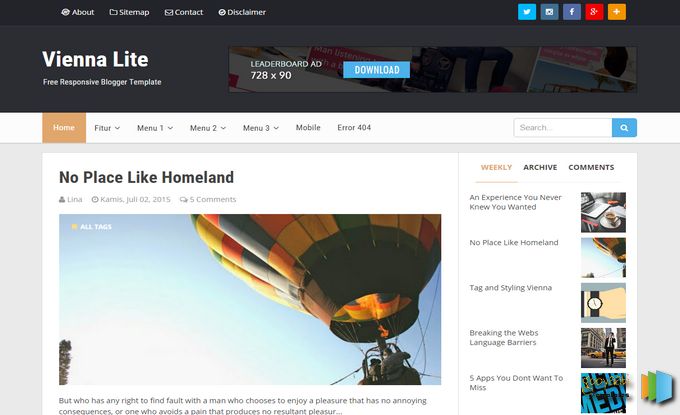 About Sitemap Contact Disclaimer
Vienna Lite
Free Responsive Blogger Template
LEADERBOARD AD
728 x 90
DOWNLOAD
Home Fitur Menu 1 Menu 2 Menu 3 Mobile Error 404
Search...
No Place Like Homeland
Lina Kamis, Juli 02, 2015 5 Comments
ALL TAGS
But who has any right to find fault with a man who chooses to enjoy a pleasure that has no annoying
consequences, or one who avoids a pain that produces no resultant pleasur...
WEEKLY ARCHIVE COMMENTS
An Experience You Never
Knew You Wanted
No Place Like Homeland
Tag and Styling Vienna
Breaking the Webs
Language Barriers
5 Apps You Dont Want To
Miss